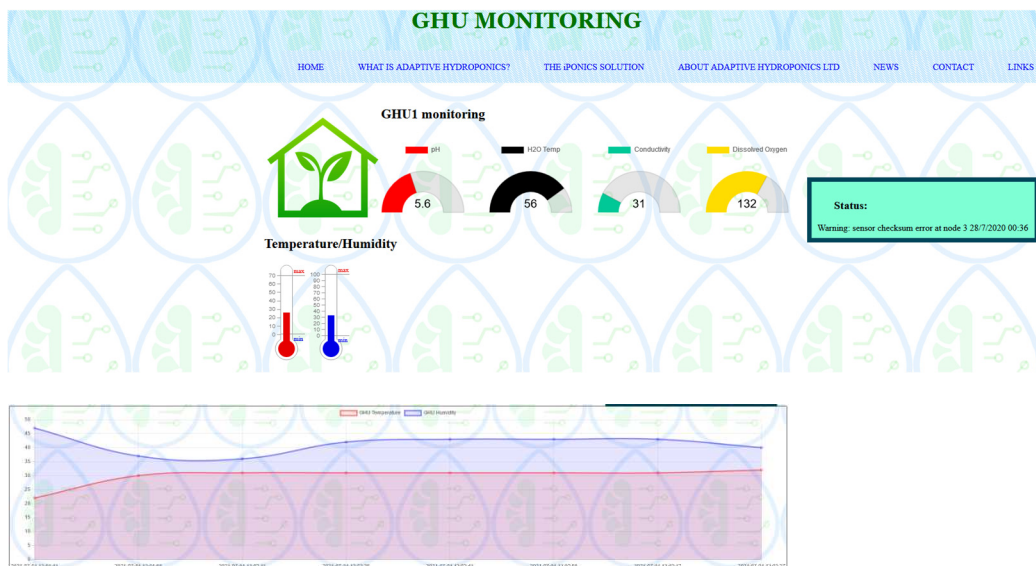 GHU MONITORING
HOME WHAT IS ADAPTIVE HYDROPONICS? THE iPONICS SOLUTION ABOUT ADAPTIVE HYDROPONICS LTD NEWS CONTACT LINKS
GHU1 monitoring
pH H2O Temp Conductivity Dissolved Oxygen
5.6 56 31 132
Status:
Warning: sensor checksum error at node 3 28/7/2020 00:36
Temperature/Humidity
max max
70 100
60 90
80
50 70
40 60
50
30 40
20 30
20
10 10
0 0
min min
GHU Temperature GHU Humidity
50
45
40
35
30
25
20
15
10
5
0